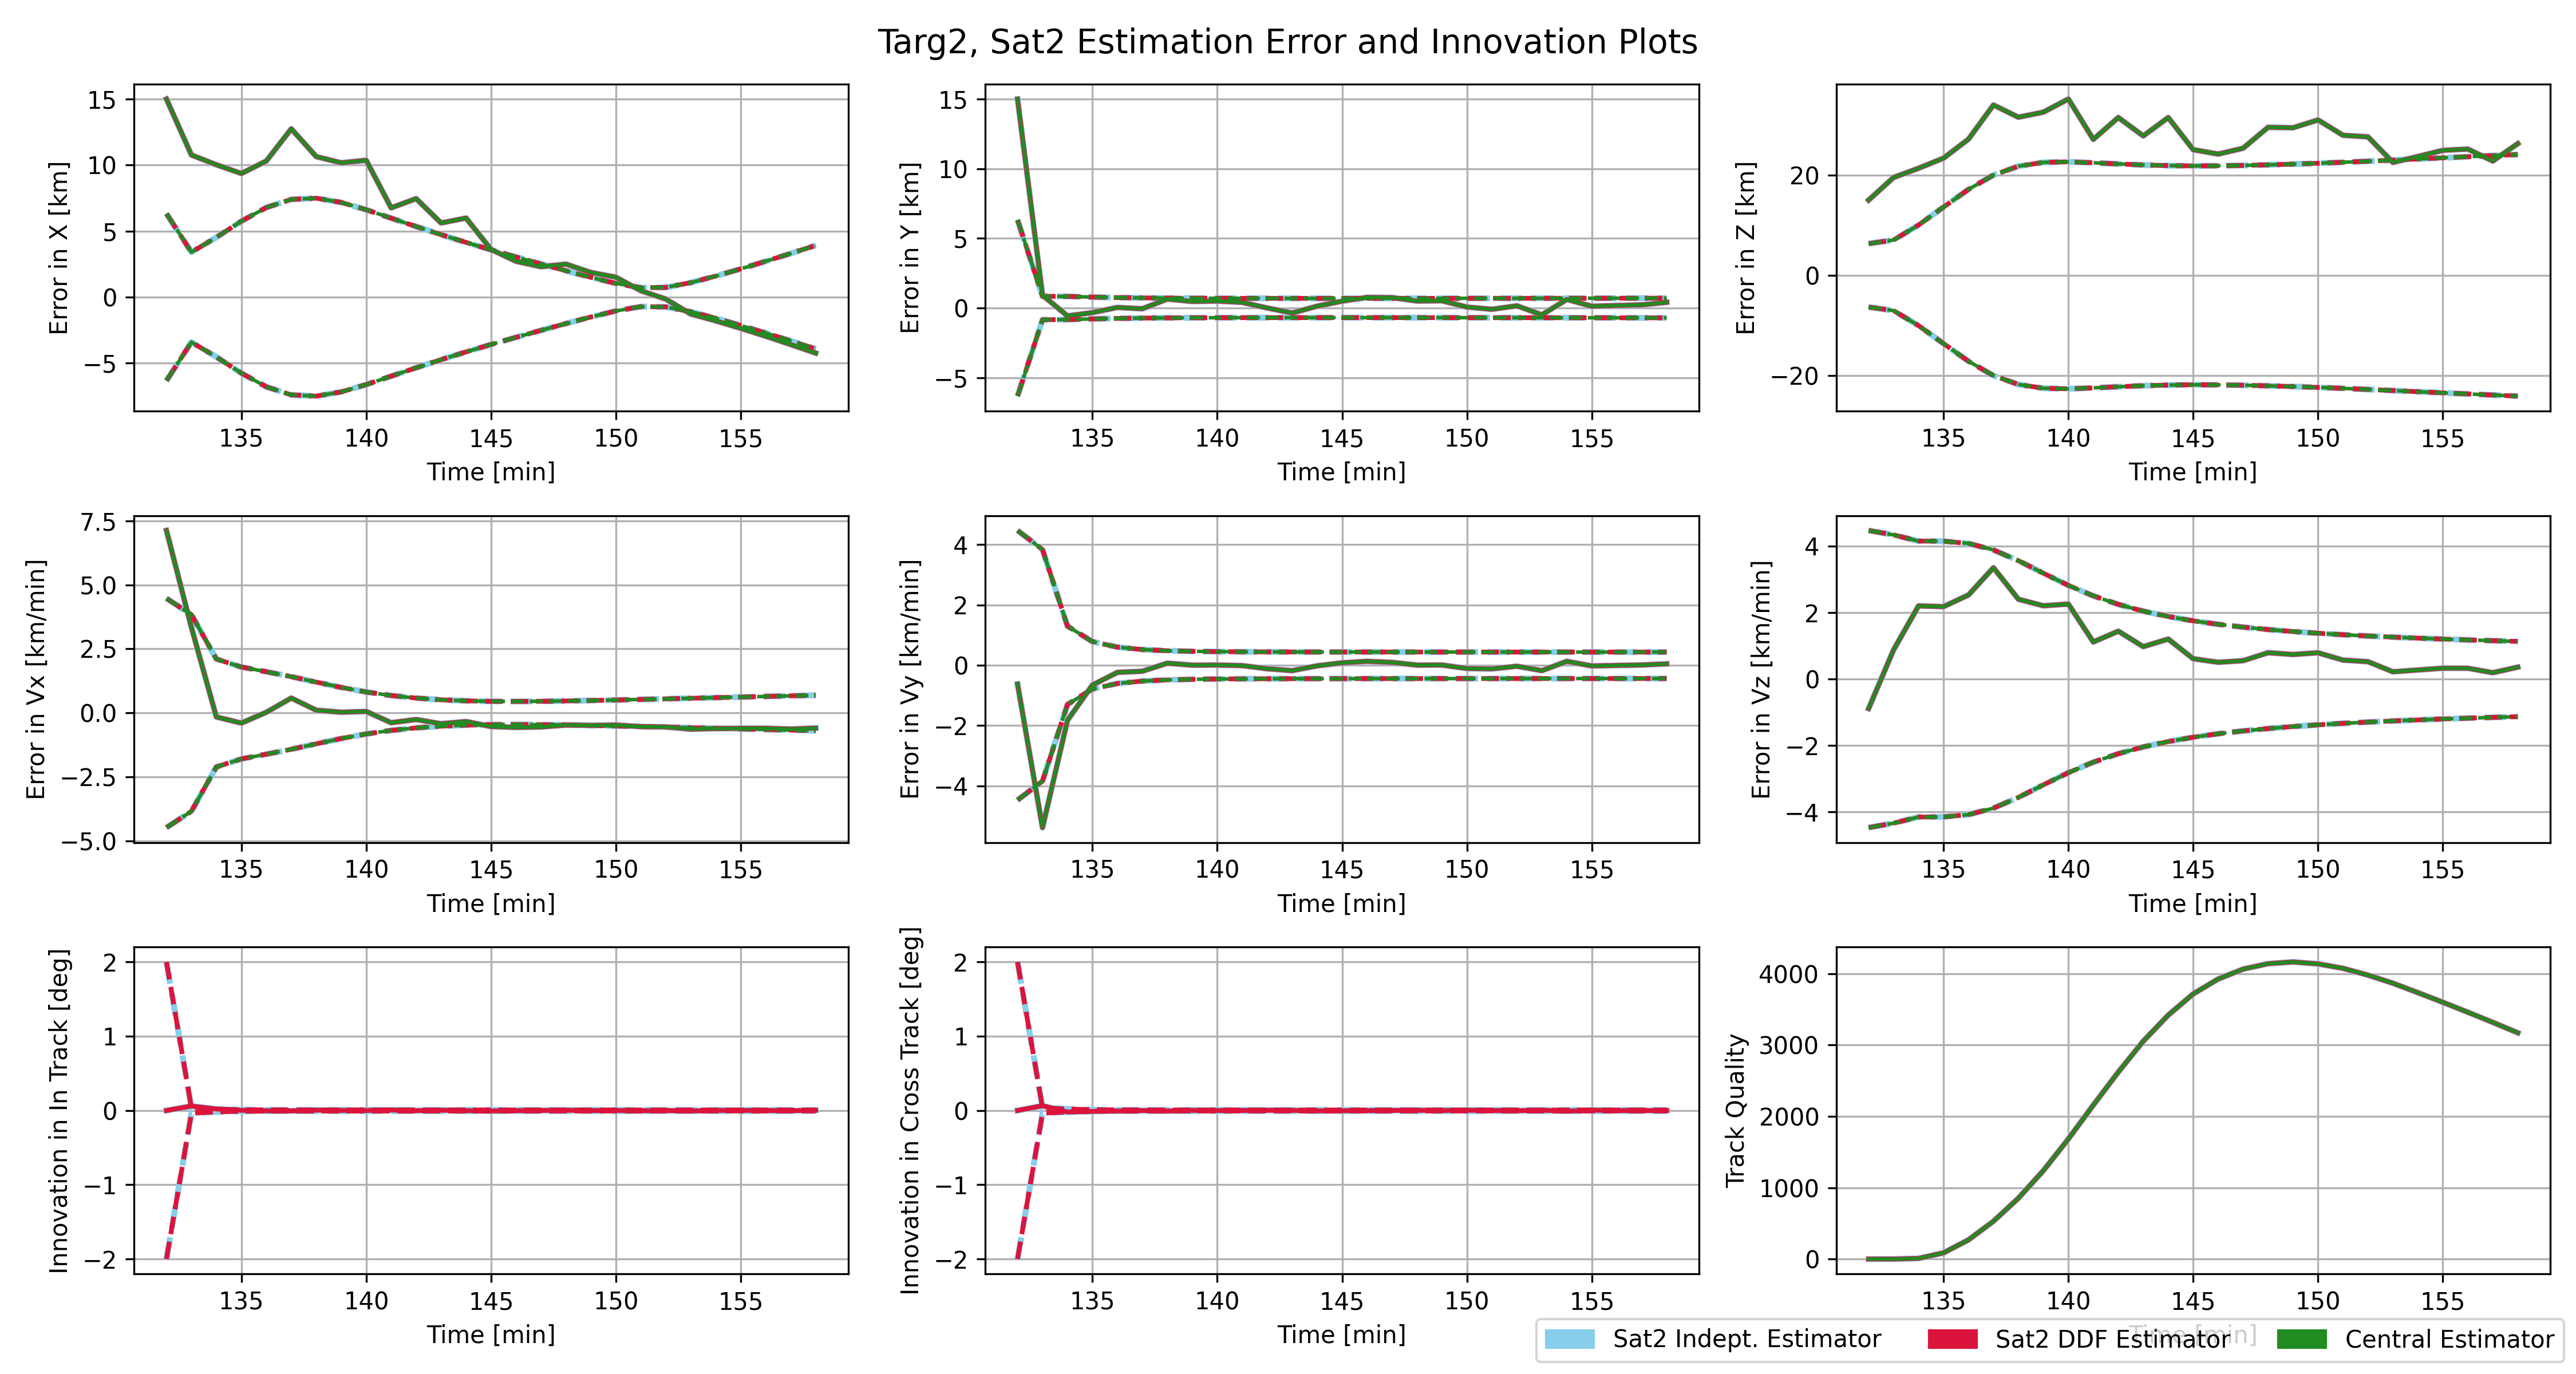 Targ2, Sat2 Estimation Error and Innovation Plots
Error in X [km]
15
10
5
0
−5
135 140 145 150 155
Time [min]
Error in Y [km]
15
10
5
0
−5
135 140 145 150 155
Time [min]
Error in Z [km]
20
0
−20
135 140 145 150 155
Time [min]
Error in Vx [km/min]
7.5
5.0
2.5
0.0
−2.5
−5.0
135 140 145 150 155
Time [min]
Error in Vy [km/min]
4
2
0
−2
−4
135 140 145 150 155
Time [min]
Error in Vz [km/min]
4
2
0
−2
−4
135 140 145 150 155
Time [min]
Innovation in In Track [deg]
2
1
0
−1
−2
135 140 145 150 155
Time [min]
Innovation in Cross Track [deg]
2
1
0
−1
−2
135 140 145 150 155
Time [min]
Track Quality
4000
3000
2000
1000
0
135 140 145 150 155
Time [min]
Sat2 Indept. Estimator Sat2 DDF Estimator Central Estimator